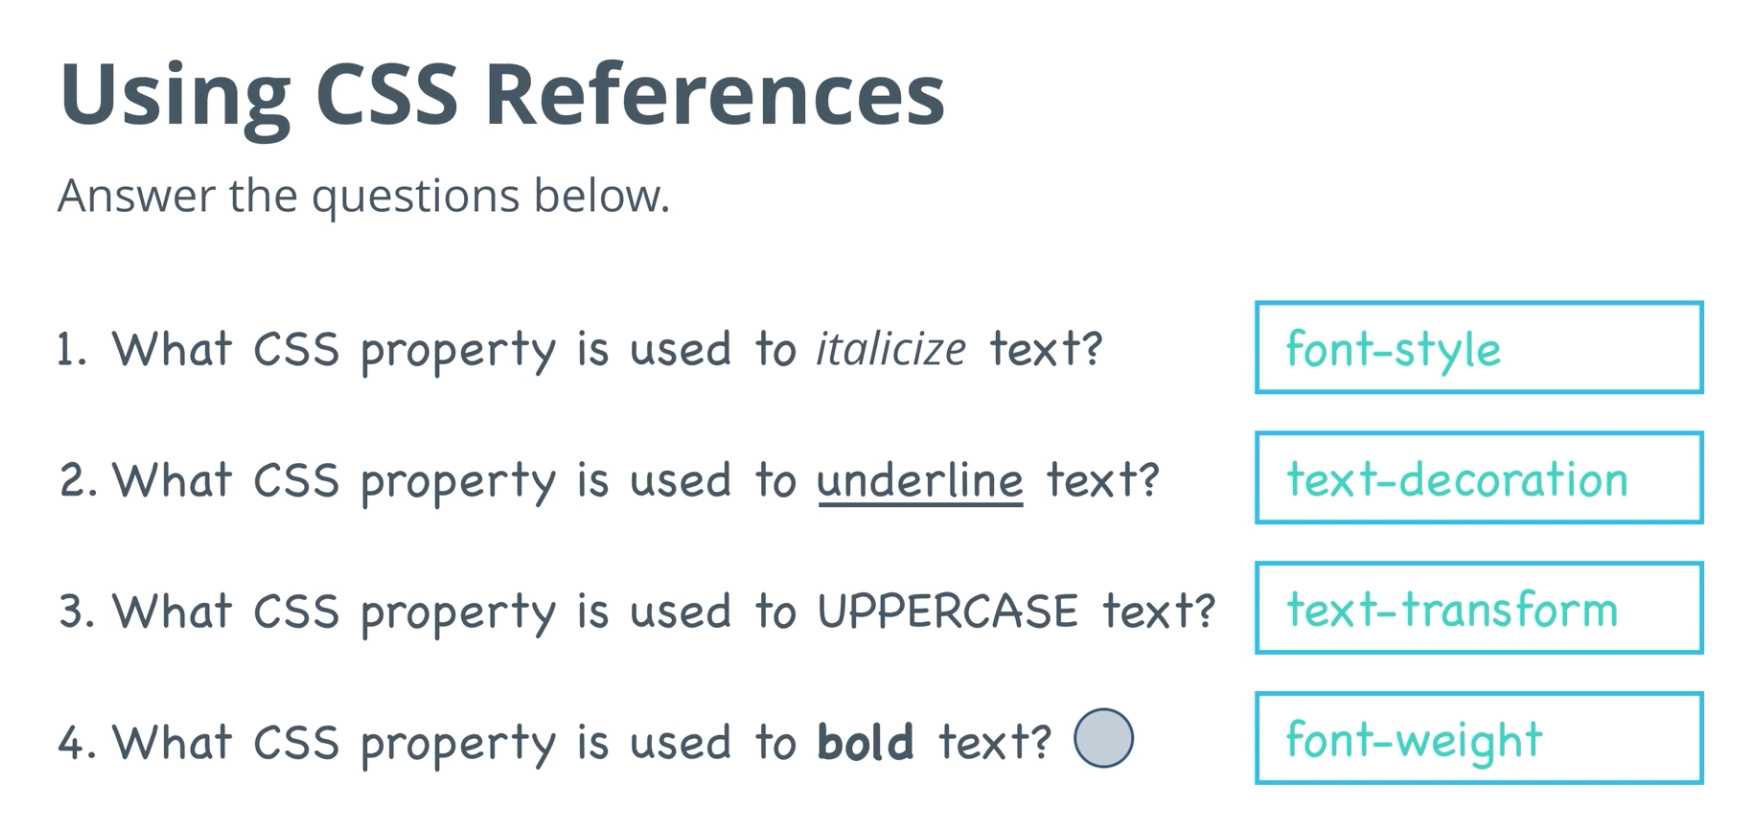 Using CSS References
Answer the questions below.
1. What CSS property is used to italicize text? font-style
2. What CSS property is used to underline text? text-decoration
3. What CSS property is used to UPPERCASE text? text-transform
4. What CSS property is used to bold text? font-weight